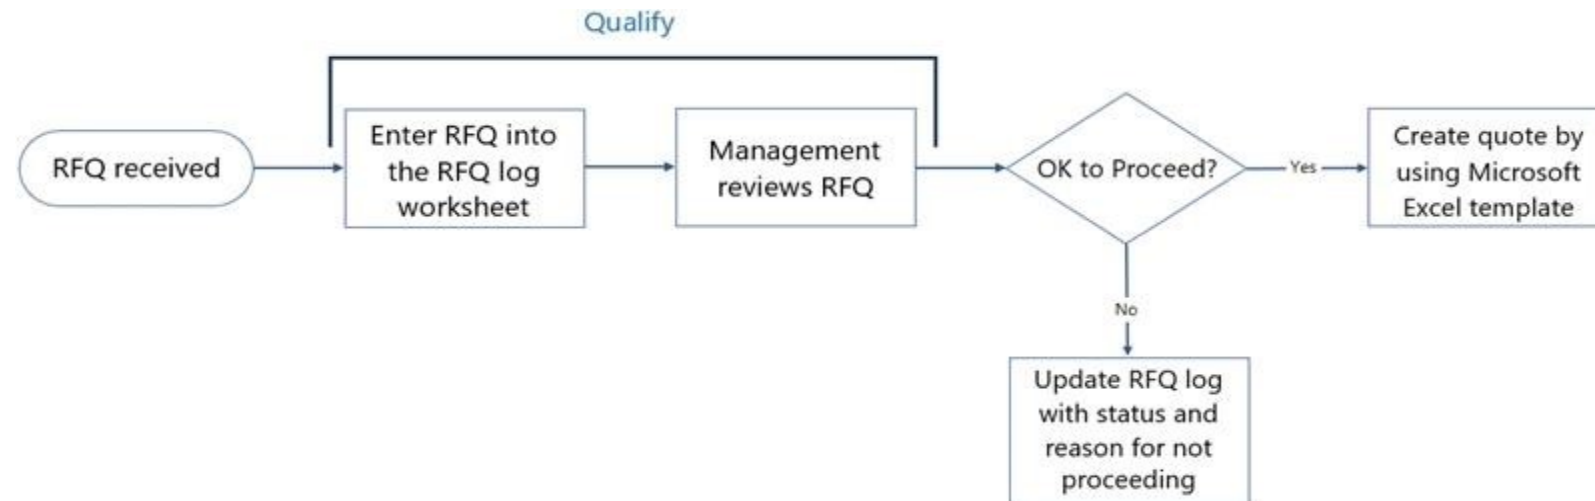 Qualify
RFQ received
Enter RFQ into
the RFQ log
worksheet
Management
reviews RFQ
OK to Proceed?
Yes
Create quote by
using Microsoft
Excel template
No
Update RFQ log
with status and
reason for not
proceeding